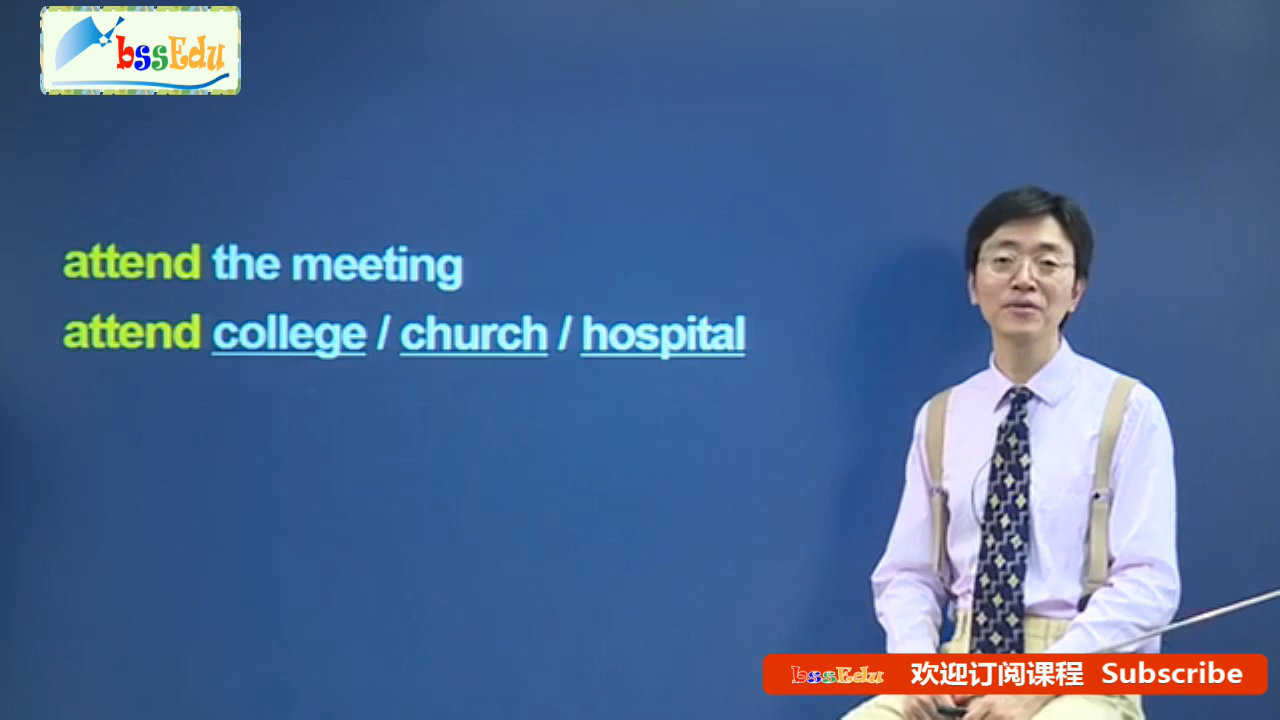 bssEdu
attend the meeting
attend college / church / hospital
bssEdu 欢迎订阅课程 Subscribe